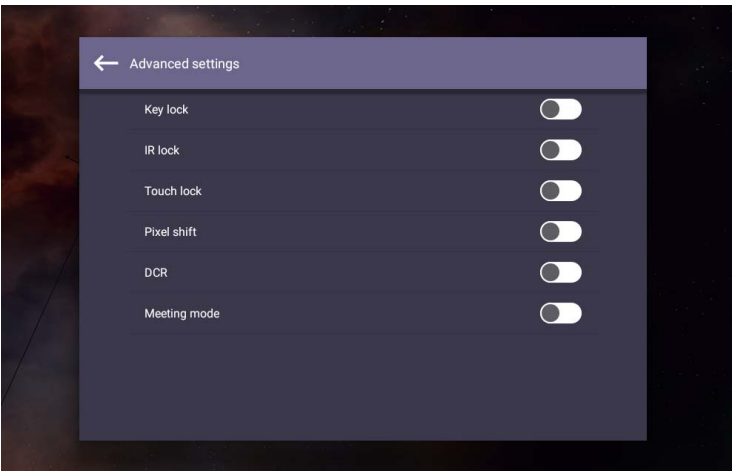 Advanced settings
Key lock
IR lock
Touch lock
Pixel shift
DCR
Meeting mode